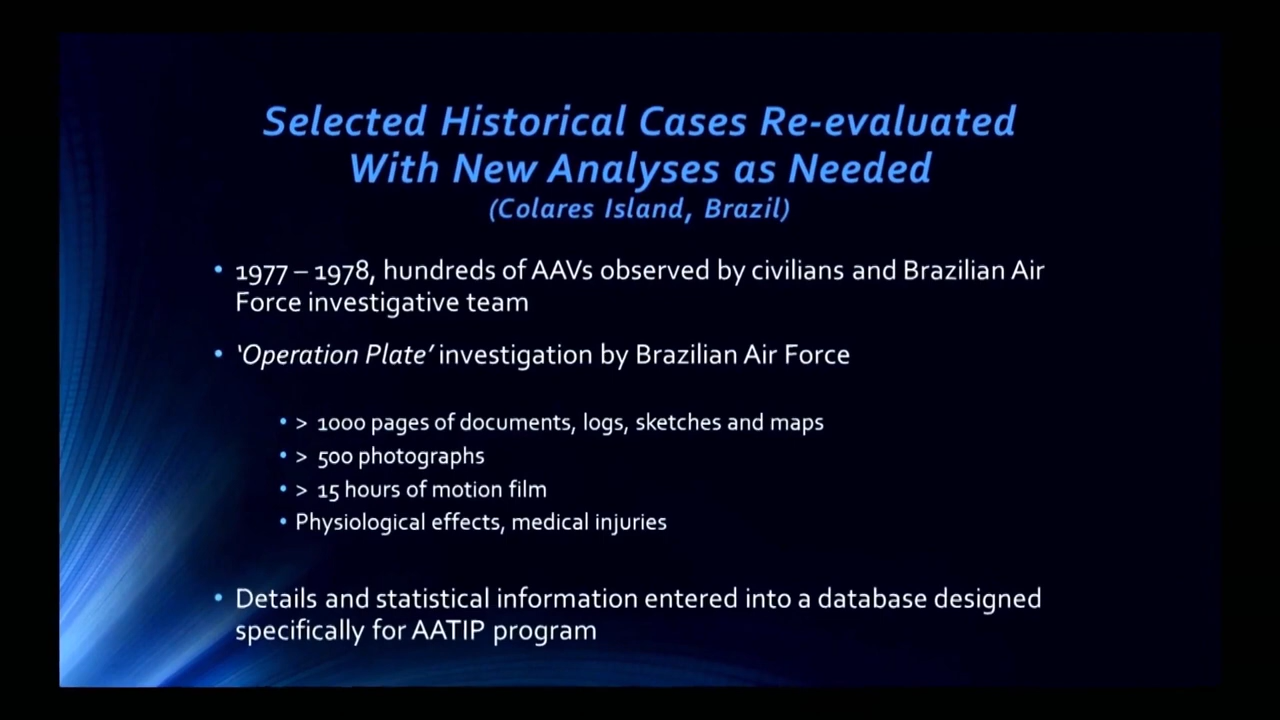 Selected Historical Cases Re-evaluated
With New Analyses as Needed
(Colares Island, Brazil)
• 1977 – 1978, hundreds of AAVs observed by civilians and Brazilian Air
Force investigative team
• ‘Operation Plate’ investigation by Brazilian Air Force
• > 1000 pages of documents, logs, sketches and maps
• > 500 photographs
• > 15 hours of motion film
• Physiological effects, medical injuries
• Details and statistical information entered into a database designed
specifically for AATIP program